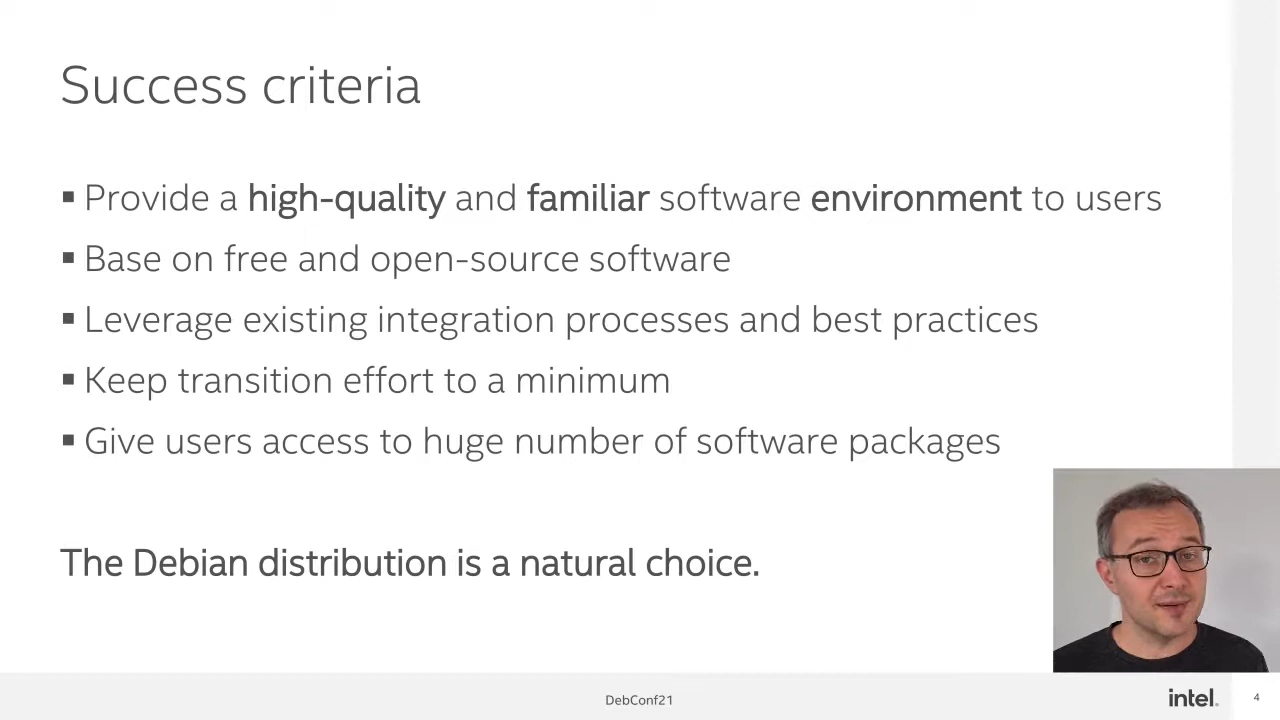 Success criteria
▪ Provide a high-quality and familiar software environment to users
▪ Base on free and open-source software
▪ Leverage existing integration processes and best practices
▪ Keep transition effort to a minimum
▪ Give users access to huge number of software packages
The Debian distribution is a natural choice.
DebConf21
intel.
4